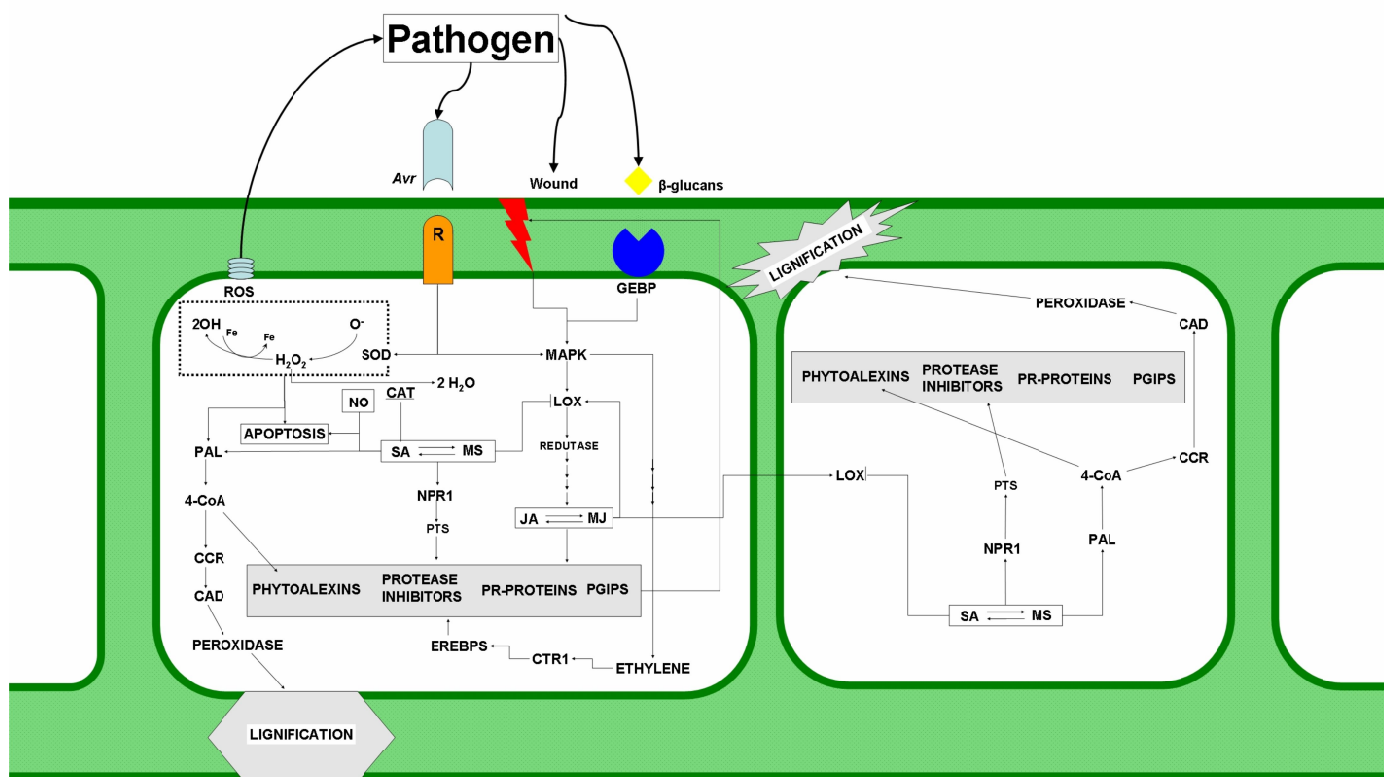 Pathogen
Avr
Wound
β-glucans
R
LIGNIFICATION
ROS
GEBP
PEROXIDASE
CAD
2OH
Fe
Fe
O-
H2O2
SOD
MAPK
2 H2O
PHYTOALEXINS
PROTEASE
INHIBITORS
PR-PROTEINS
PGIPS
NO
CAT
LOX
APOPTOSIS
PAL
SA
MS
REDUTASE
CCR
LOX
4-CoA
4-CoA
NPR1
PTS
JA
MJ
PTS
NPR1
PAL
CCR
CAD
PHYTOALEXINS
PROTEASE
INHIBITORS
PR-PROTEINS
PGIPS
SA
MS
PEROXIDASE
EREBPS
CTR1
ETHYLENE
LIGNIFICATION